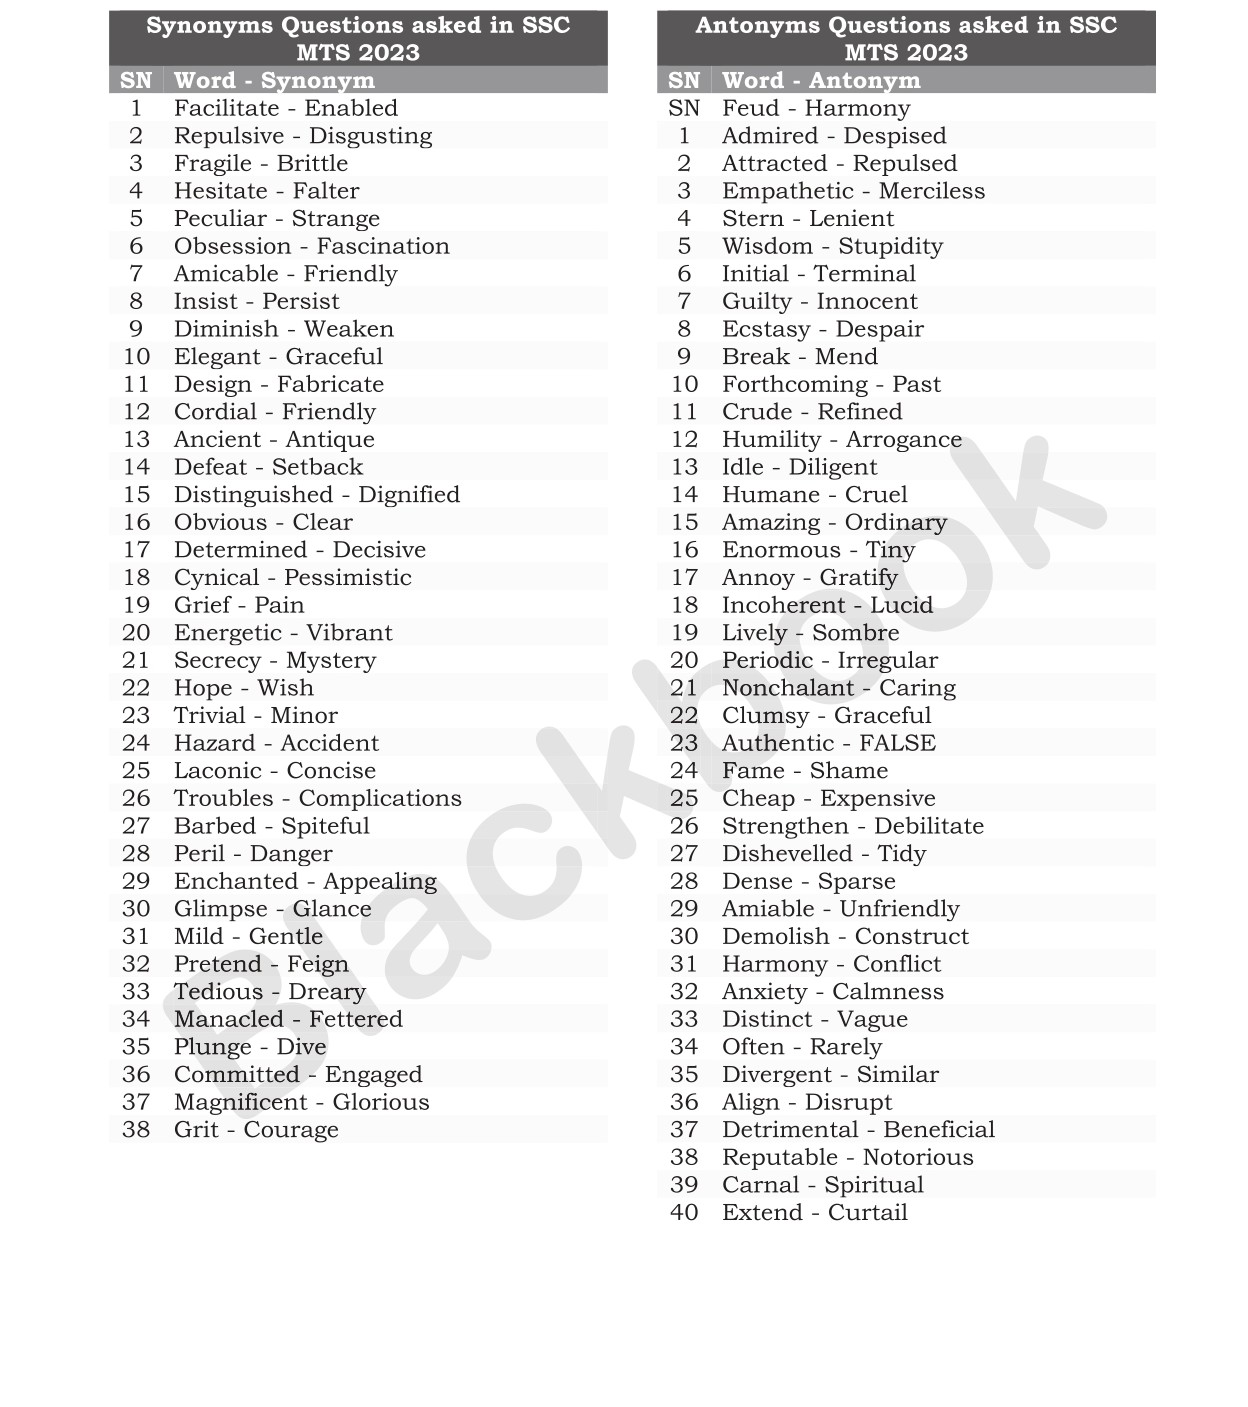 Synonyms Questions asked in SSC
MTS 2023
SN Word - Synonym
1 Facilitate - Enabled
2 Repulsive - Disgusting
3 Fragile - Brittle
4 Hesitate - Falter
5 Peculiar - Strange
6 Obsession - Fascination
7 Amicable - Friendly
8 Insist - Persist
9 Diminish - Weaken
10 Elegant - Graceful
11 Design - Fabricate
12 Cordial - Friendly
13 Ancient - Antique
14 Defeat - Setback
15 Distinguished - Dignified
16 Obvious - Clear
17 Determined - Decisive
18 Cynical - Pessimistic
19 Grief - Pain
20 Energetic - Vibrant
21 Secrecy - Mystery
22 Hope - Wish
23 Trivial - Minor
24 Hazard - Accident
25 Laconic - Concise
26 Troubles - Complications
27 Barbed - Spiteful
28 Peril - Danger
29 Enchanted - Appealing
30 Glimpse - Glance
31 Mild - Gentle
32 Pretend - Feign
33 Tedious - Dreary
34 Manacled - Fettered
35 Plunge - Dive
36 Committed - Engaged
37 Magnificent - Glorious
38 Grit - Courage
Antonyms Questions asked in SSC
MTS 2023
SN Word - Antonym
SN Feud - Harmony
1 Admired - Despised
2 Attracted - Repulsed
3 Empathetic - Merciless
4 Stern - Lenient
5 Wisdom - Stupidity
6 Initial - Terminal
7 Guilty - Innocent
8 Ecstasy - Despair
9 Break - Mend
10 Forthcoming - Past
11 Crude - Refined
12 Humility - Arrogance
13 Idle - Diligent
14 Humane - Cruel
15 Amazing - Ordinary
16 Enormous - Tiny
17 Annoy - Gratify
18 Incoherent - Lucid
19 Lively - Sombre
20 Periodic - Irregular
21 Nonchalant - Caring
22 Clumsy - Graceful
23 Authentic - FALSE
24 Fame - Shame
25 Cheap - Expensive
26 Strengthen - Debilitate
27 Dishevelled - Tidy
28 Dense - Sparse
29 Amiable - Unfriendly
30 Demolish - Construct
31 Harmony - Conflict
32 Anxiety - Calmness
33 Distinct - Vague
34 Often - Rarely
35 Divergent - Similar
36 Align - Disrupt
37 Detrimental - Beneficial
38 Reputable - Notorious
39 Carnal - Spiritual
40 Extend - Curtail
Blackbook